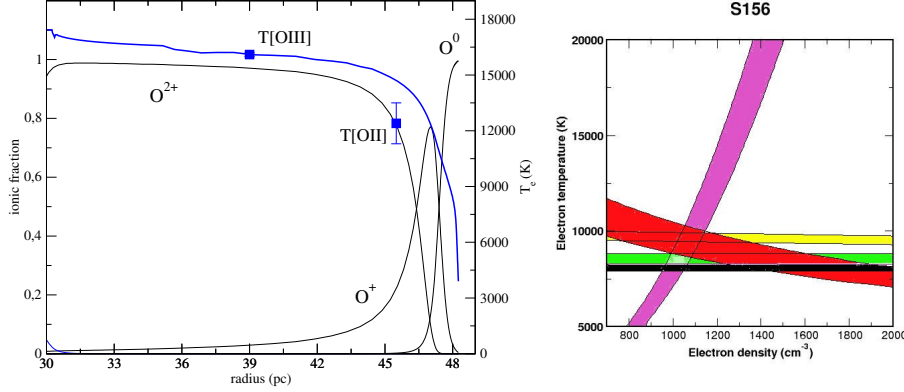 S156
T[OIII]
O0
O2+
T[OII]
O+
ionic fraction
0
0,2
0,4
0,6
0,8
1
30
33
36
39
42
45
48
radius (pc)
0
3000
6000
9000
12000
15000
18000
T_e (K)
Electron temperature (K)
20000
15000
10000
5000
800
1000
1200
1400
1600
1800
2000
Electron density (cm-3)